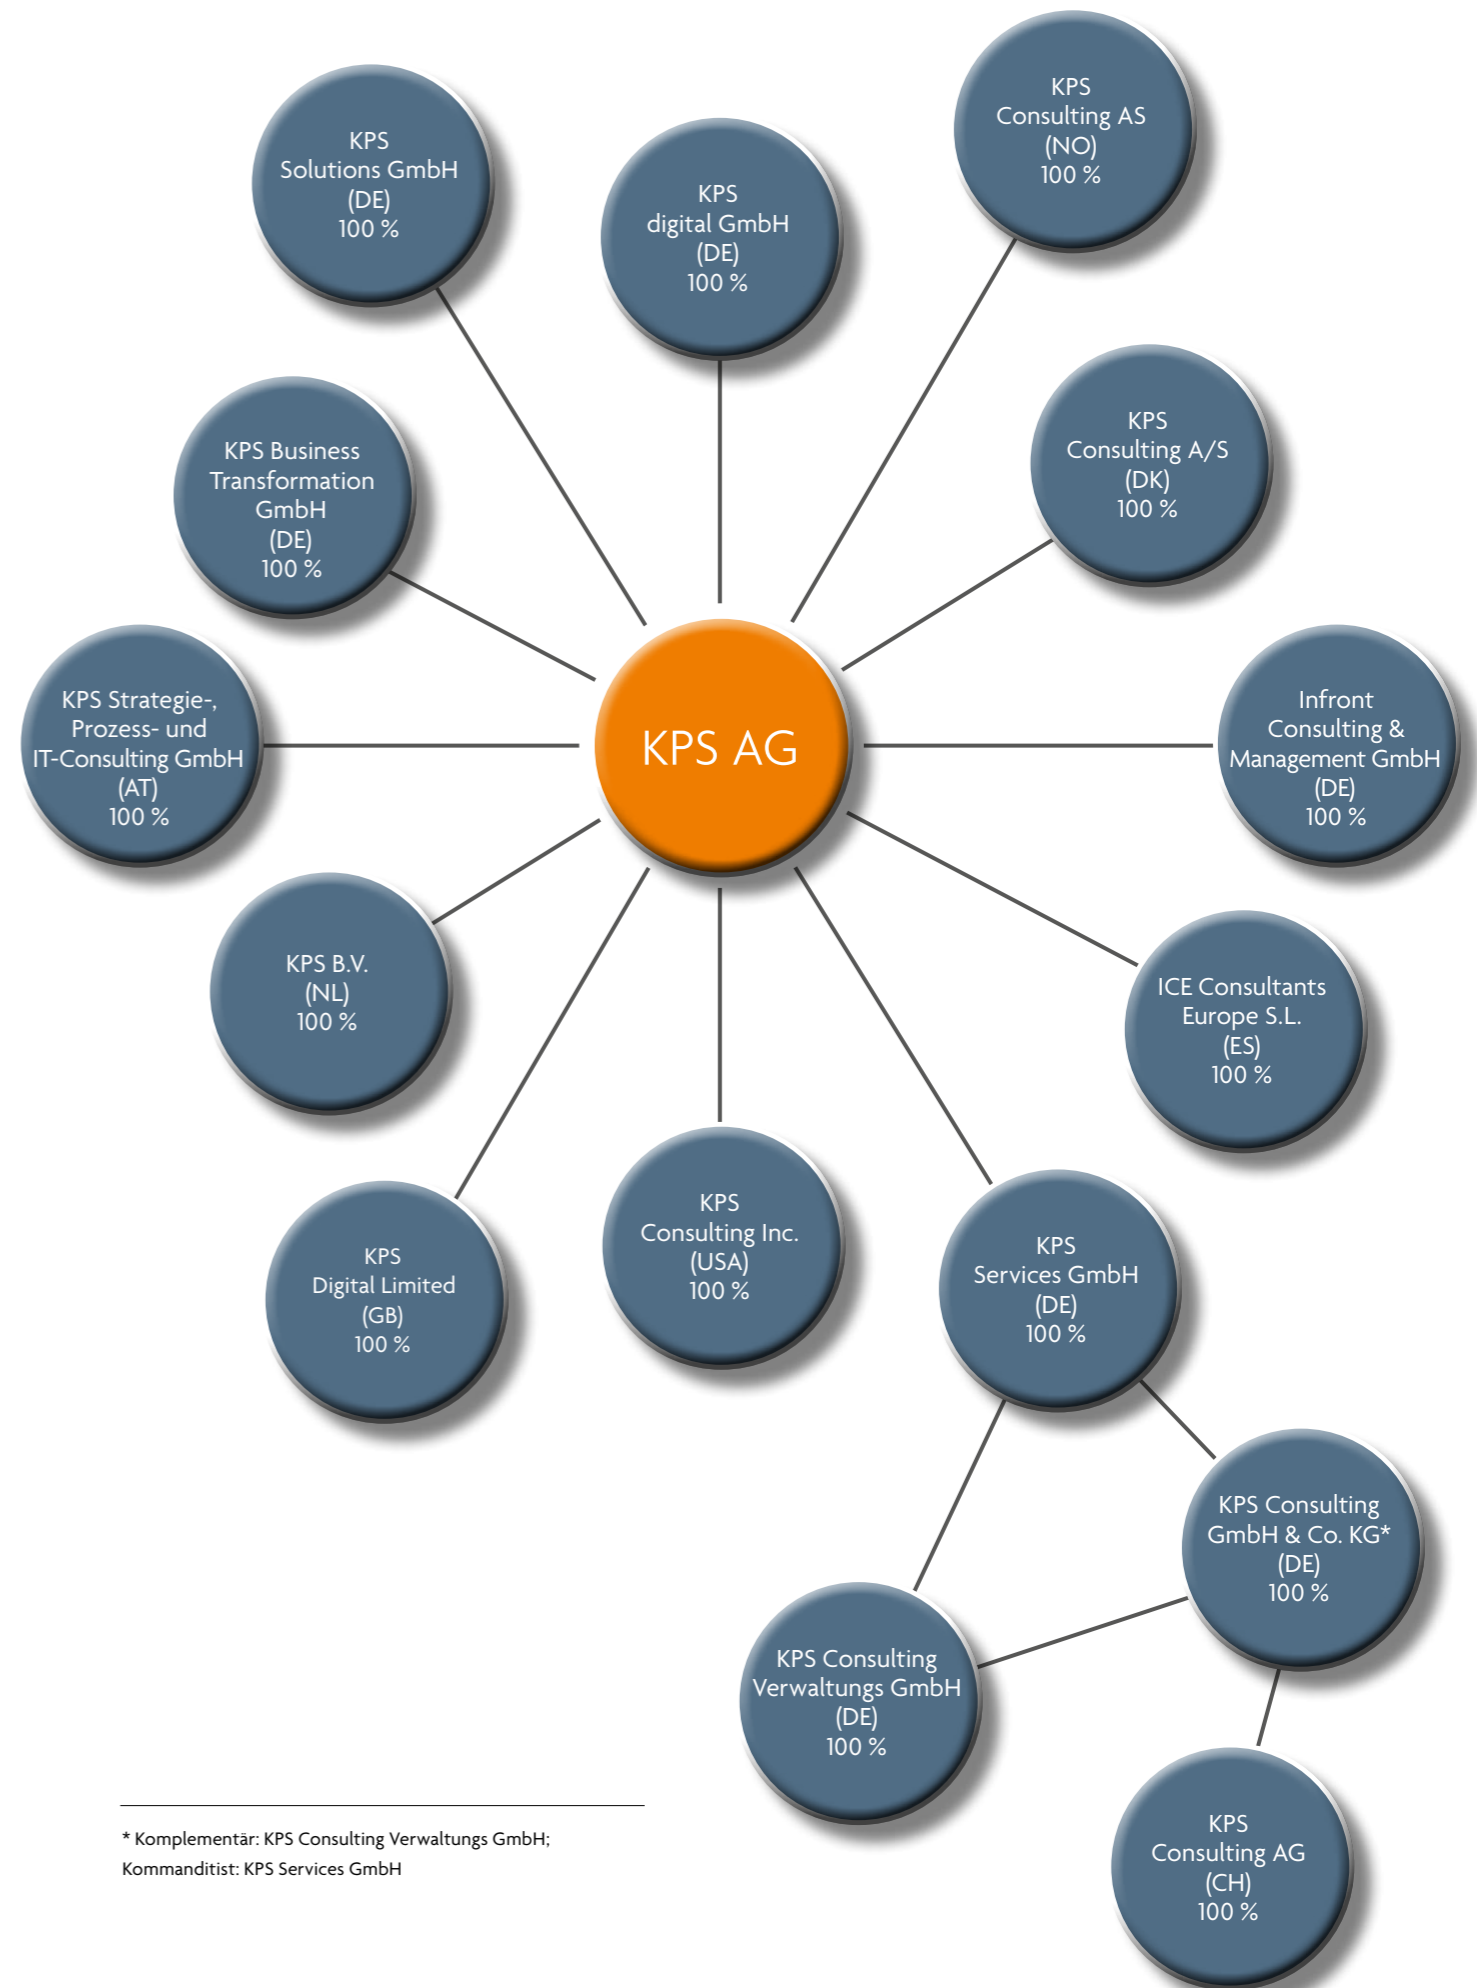 KPS
Consulting AS
(NO)
100 %
KPS
Solutions GmbH
(DE)
100 %
KPS
digital GmbH
(DE)
100 %
KPS
Consulting A/S
(DK)
100 %
KPS Business
Transformation
GmbH
(DE)
100 %
KPS Strategie-,
Prozess- und
IT-Consulting GmbH
(AT)
100 %
KPS AG
Infront
Consulting &
Management GmbH
(DE)
100 %
KPS B.V.
(NL)
100 %
ICE Consultants
Europe S.L.
(ES)
100 %
KPS
Digital Limited
(GB)
100 %
KPS
Consulting Inc.
(USA)
100 %
KPS
Services GmbH
(DE)
100 %
KPS Consulting
GmbH & Co. KG*
(DE)
100 %
KPS Consulting
Verwaltungs GmbH
(DE)
100 %
KPS
Consulting AG
(CH)
100 %
* Komplementär: KPS Consulting Verwaltungs GmbH;
Kommanditist: KPS Services GmbH